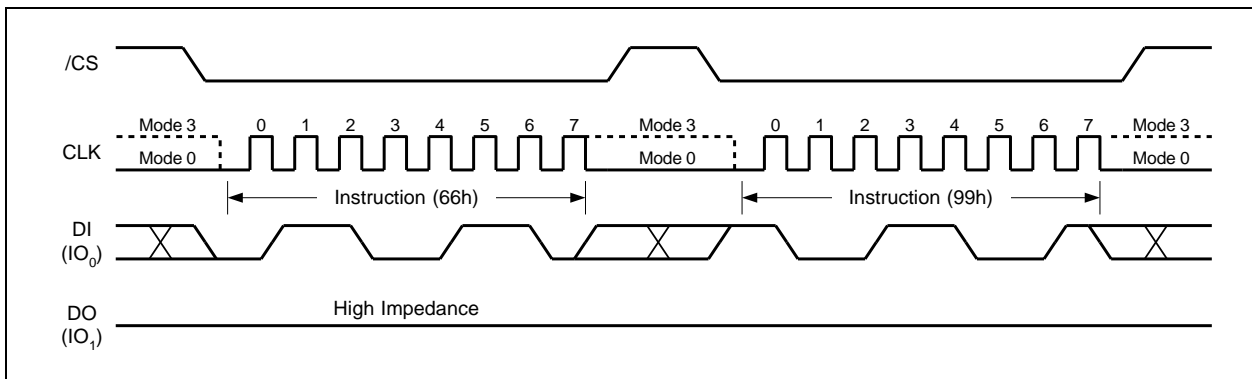 /CS
Mode 3 0 1 2 3 4 5 6 7 Mode 3 0 1 2 3 4 5 6 7 Mode 3
CLK
Mode 0 Mode 0 Mode 0
Instruction (66h) Instruction (99h)
DI
(IO₀)
High Impedance
DO
(IO₁)